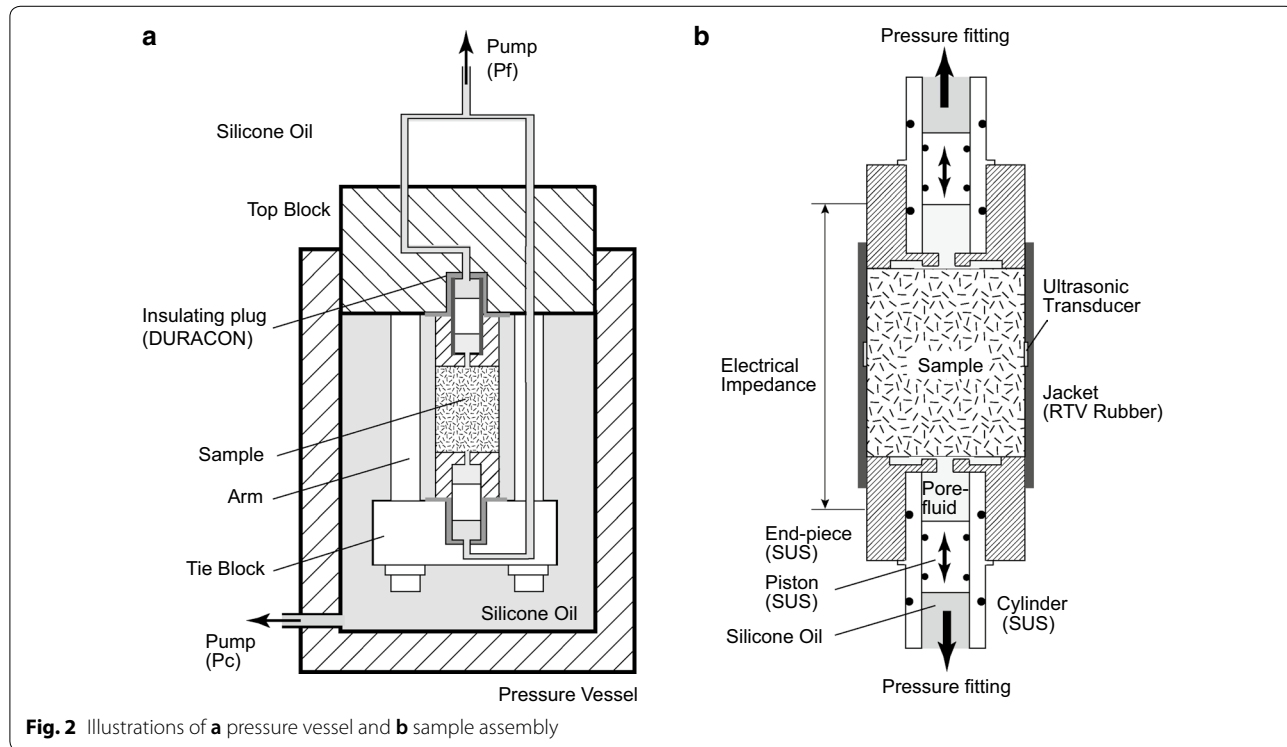 a
Pump
(Pf)
Silicone Oil
Top Block
Insulating plug
(DURACON)
Sample
Arm
Tie Block
Silicone Oil
Pump
(Pc)
Pressure Vessel
b
Pressure fitting
Ultrasonic
Transducer
Electrical
Impedance
Sample
Jacket
(RTV Rubber)
Pore-
fluid
End-piece
(SUS)
Piston
(SUS)
Cylinder
(SUS)
Silicone Oil
Pressure fitting
Fig. 2 Illustrations of a pressure vessel and b sample assembly